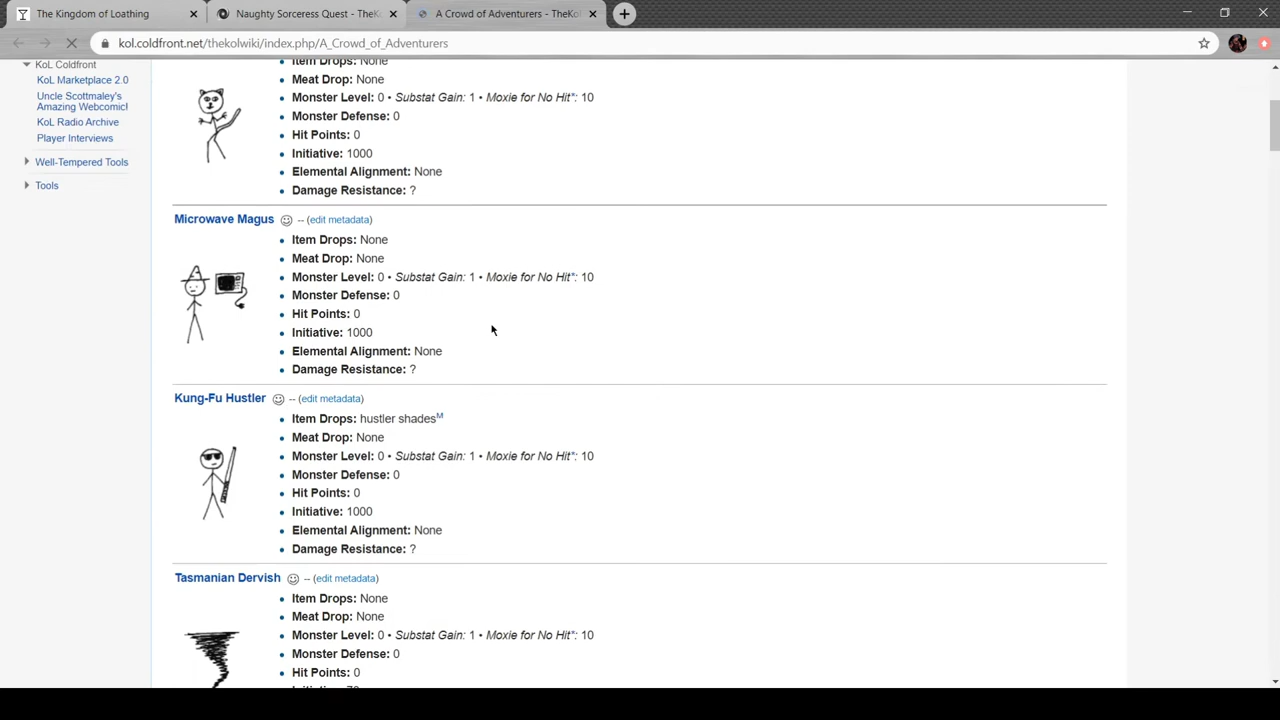 The Kingdom of Loathing
Naughty Sorceress Quest - TheK
A Crowd of Adventurers - TheKol
kol.coldfront.net/thekolwiki/index.php/A_Crowd_of_Adventurers
KoL Coldfront
KoL Marketplace 2.0
Uncle Scottmaley's
Amazing Webcomic!
KoL Radio Archive
Player Interviews
Well-Tempered Tools
Tools
Item Drops: None
Meat Drop: None
Monster Level: 0 • Substat Gain: 1 • Moxie for No Hit*: 10
Monster Defense: 0
Hit Points: 0
Initiative: 1000
Elemental Alignment: None
Damage Resistance: ?
Microwave Magus -- (edit metadata)
Item Drops: None
Meat Drop: None
Monster Level: 0 • Substat Gain: 1 • Moxie for No Hit*: 10
Monster Defense: 0
Hit Points: 0
Initiative: 1000
Elemental Alignment: None
Damage Resistance: ?
Kung-Fu Hustler -- (edit metadata)
Item Drops: hustler shadesM
Meat Drop: None
Monster Level: 0 • Substat Gain: 1 • Moxie for No Hit*: 10
Monster Defense: 0
Hit Points: 0
Initiative: 1000
Elemental Alignment: None
Damage Resistance: ?
Tasmanian Dervish -- (edit metadata)
Item Drops: None
Meat Drop: None
Monster Level: 0 • Substat Gain: 1 • Moxie for No Hit*: 10
Monster Defense: 0
Hit Points: 0